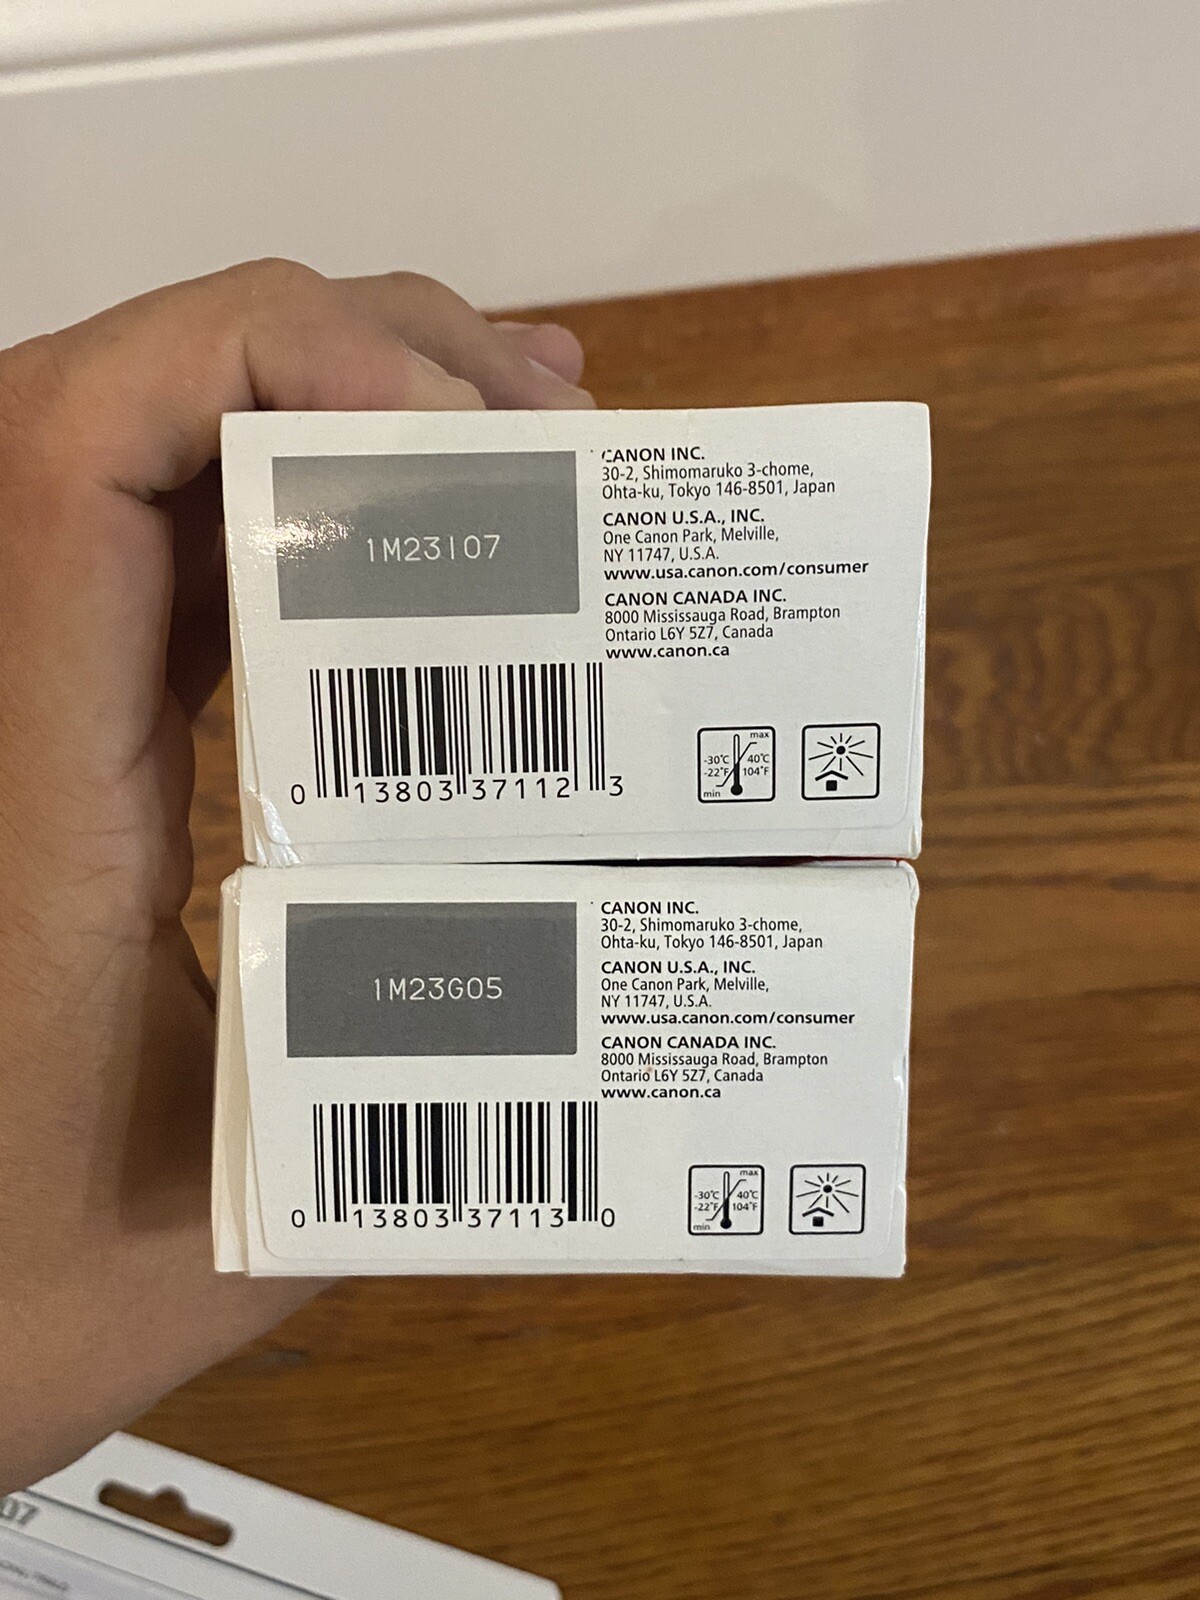 1M23I07
CANON INC.
30-2, Shimomaruko 3-chome,
Ohta-ku, Tokyo 146-8501, Japan
CANON U.S.A., INC.
One Canon Park, Melville,
NY 11747, U.S.A.
www.usa.canon.com/consumer
CANON CANADA INC.
8000 Mississauga Road, Brampton
Ontario L6Y 5Z7, Canada
www.canon.ca
0 13803 37112 3
max
-30°C 40°C
-22°F 104°F
min
1M23G05
CANON INC.
30-2, Shimomaruko 3-chome,
Ohta-ku, Tokyo 146-8501, Japan
CANON U.S.A., INC.
One Canon Park, Melville,
NY 11747, U.S.A.
www.usa.canon.com/consumer
CANON CANADA INC.
8000 Mississauga Road, Brampton
Ontario L6Y 5Z7, Canada
www.canon.ca
0 13803 37113 0
max
-30°C 40°C
-22°F 104°F
min